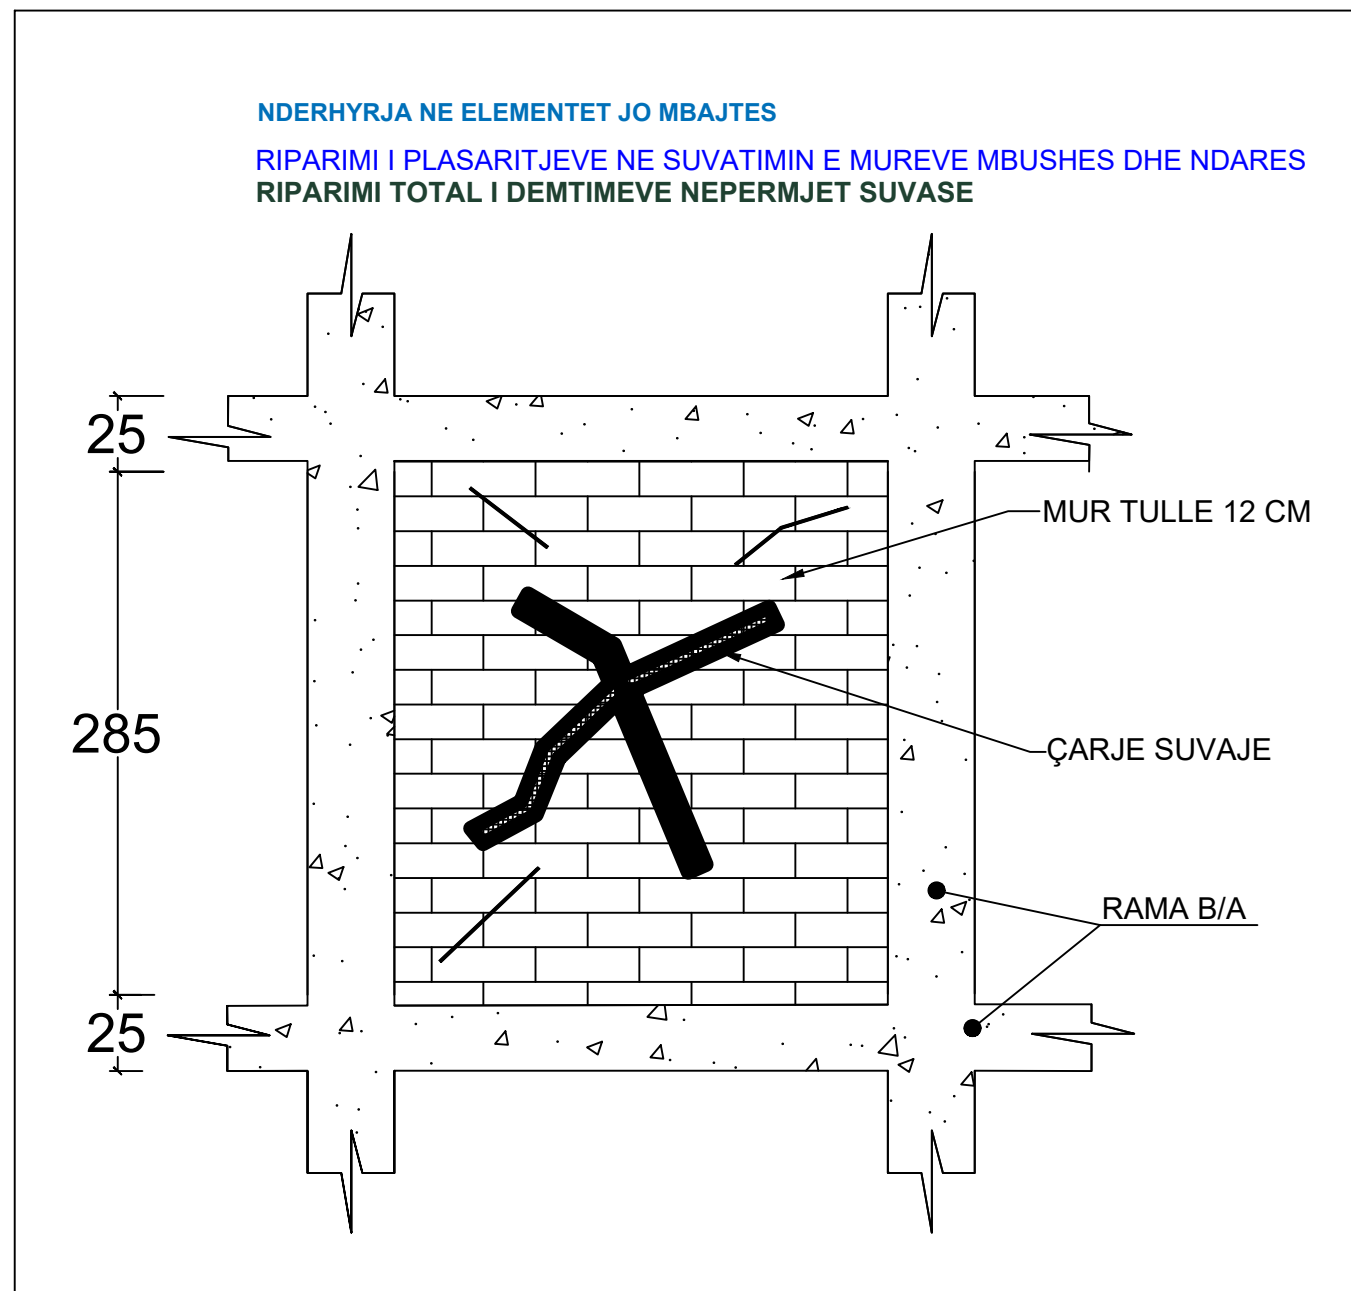 NDERHYRJA NE ELEMENTET JO MBAJTES
RIPARIMI I PLASARITJEVE NE SUVATIMIN E MUREVE MBUSHES DHE NDARES
RIPARIMI TOTAL I DEMTIMEVE NEPERMJET SUVASE
25
MUR TULLE 12 CM
285
ÇARJE SUVAJE
RAMA B/A
25